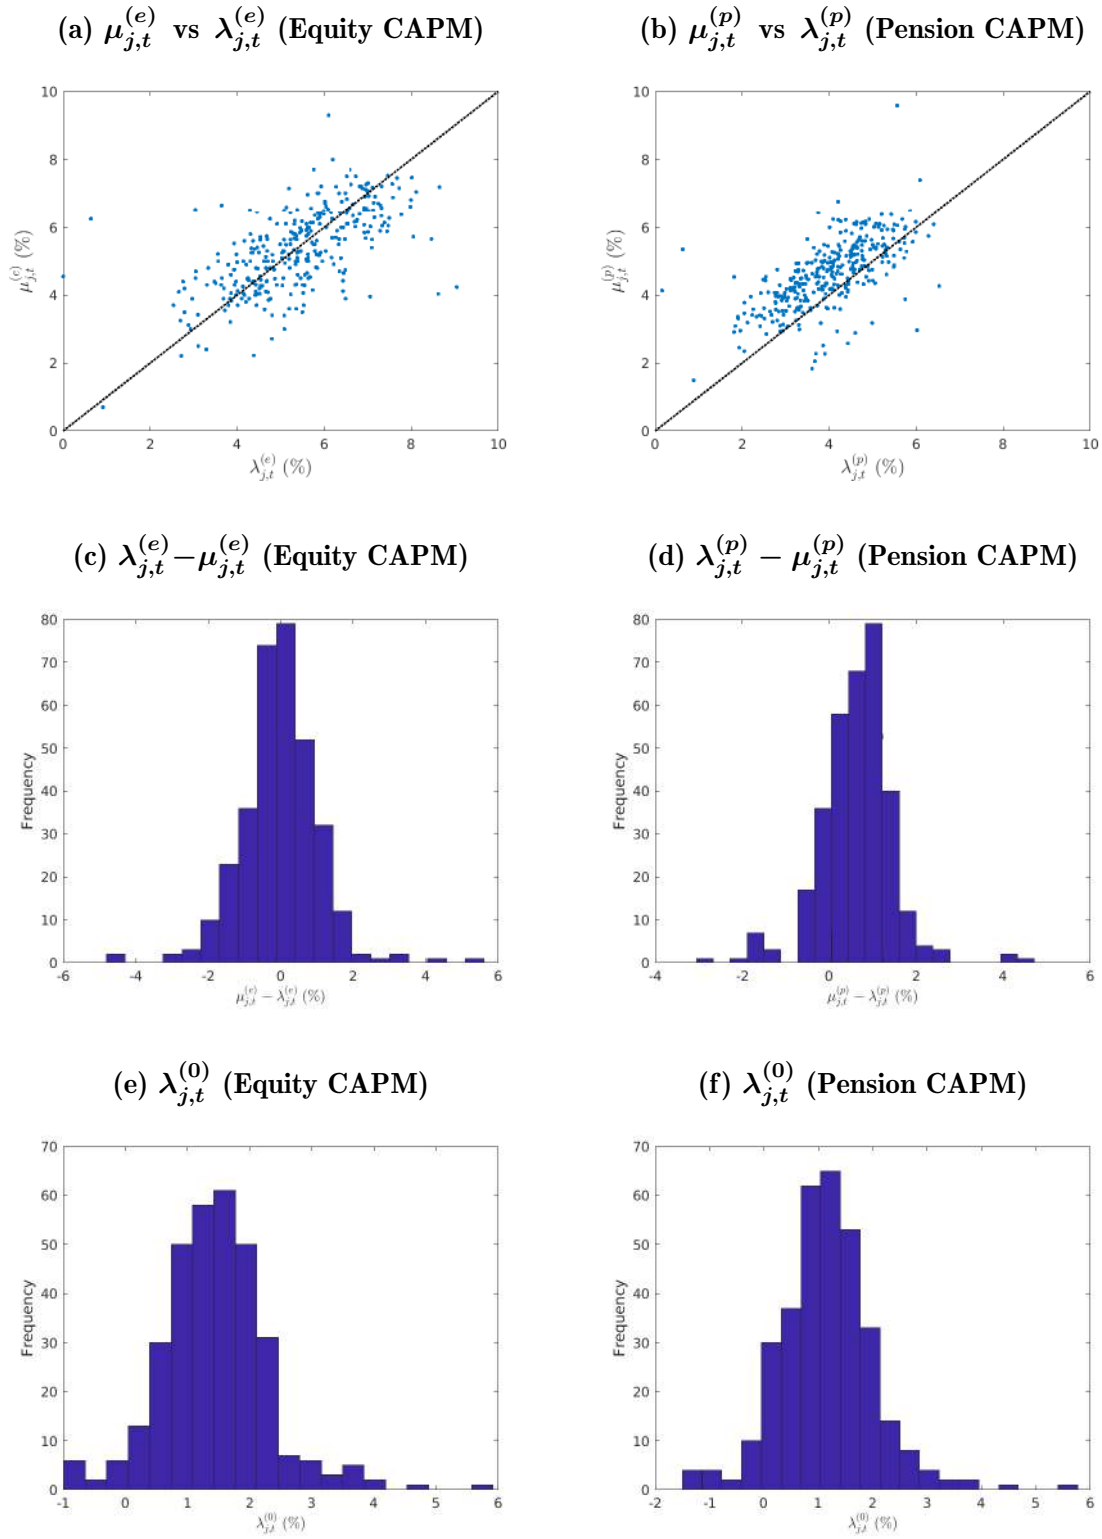 (a) μ_{j,t}^{(e)} vs λ_{j,t}^{(e)} (Equity CAPM)
(b) μ_{j,t}^{(p)} vs λ_{j,t}^{(p)} (Pension CAPM)
10
8
6
4
2
0
μ_{j,t}^{(e)} (%)
0 2 4 6 8 10
λ_{j,t}^{(e)} (%)
10
8
6
4
2
0
μ_{j,t}^{(p)} (%)
0 2 4 6 8 10
λ_{j,t}^{(p)} (%)
(c) λ_{j,t}^{(e)} − μ_{j,t}^{(e)} (Equity CAPM)
(d) λ_{j,t}^{(p)} − μ_{j,t}^{(p)} (Pension CAPM)
80
70
60
50
40
30
20
10
0
Frequency
-6 -4 -2 0 2 4 6
μ_{j,t}^{(e)} − λ_{j,t}^{(e)} (%)
80
70
60
50
40
30
20
10
0
Frequency
-4 -2 0 2 4 6
μ_{j,t}^{(p)} − λ_{j,t}^{(p)} (%)
(e) λ_{j,t}^{(0)} (Equity CAPM)
(f) λ_{j,t}^{(0)} (Pension CAPM)
70
60
50
40
30
20
10
0
Frequency
-1 0 1 2 3 4 5 6
λ_{j,t}^{(0)} (%)
70
60
50
40
30
20
10
0
Frequency
-2 -1 0 1 2 3 4 5 6
λ_{j,t}^{(0)} (%)